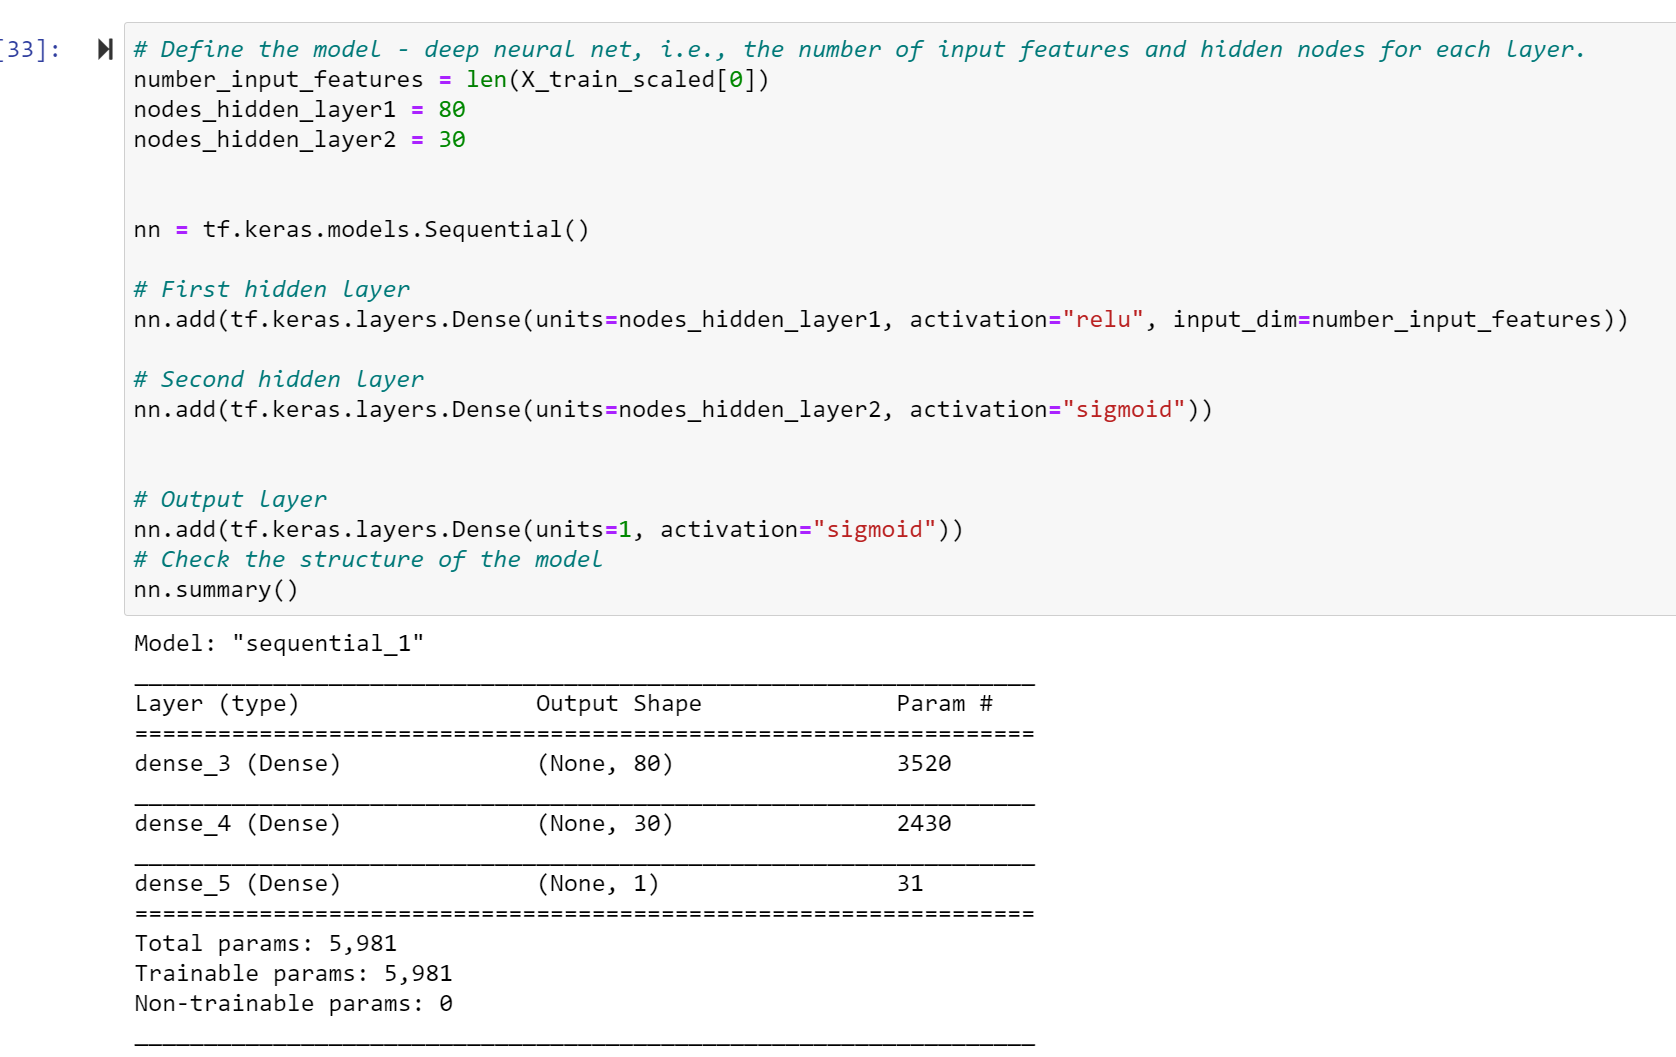 [33]:
# Define the model - deep neural net, i.e., the number of input features and hidden nodes for each layer.
number_input_features = len(X_train_scaled[0])
nodes_hidden_layer1 = 80
nodes_hidden_layer2 = 30
nn = tf.keras.models.Sequential()
# First hidden layer
nn.add(tf.keras.layers.Dense(units=nodes_hidden_layer1, activation="relu", input_dim=number_input_features))
# Second hidden layer
nn.add(tf.keras.layers.Dense(units=nodes_hidden_layer2, activation="sigmoid"))
# Output layer
nn.add(tf.keras.layers.Dense(units=1, activation="sigmoid"))
# Check the structure of the model
nn.summary()
Model: "sequential_1"
_________________________________________________________________
Layer (type)                 Output Shape              Param #
=================================================================
dense_3 (Dense)              (None, 80)                3520
_________________________________________________________________
dense_4 (Dense)              (None, 30)                2430
_________________________________________________________________
dense_5 (Dense)              (None, 1)                 31
=================================================================
Total params: 5,981
Trainable params: 5,981
Non-trainable params: 0
_________________________________________________________________